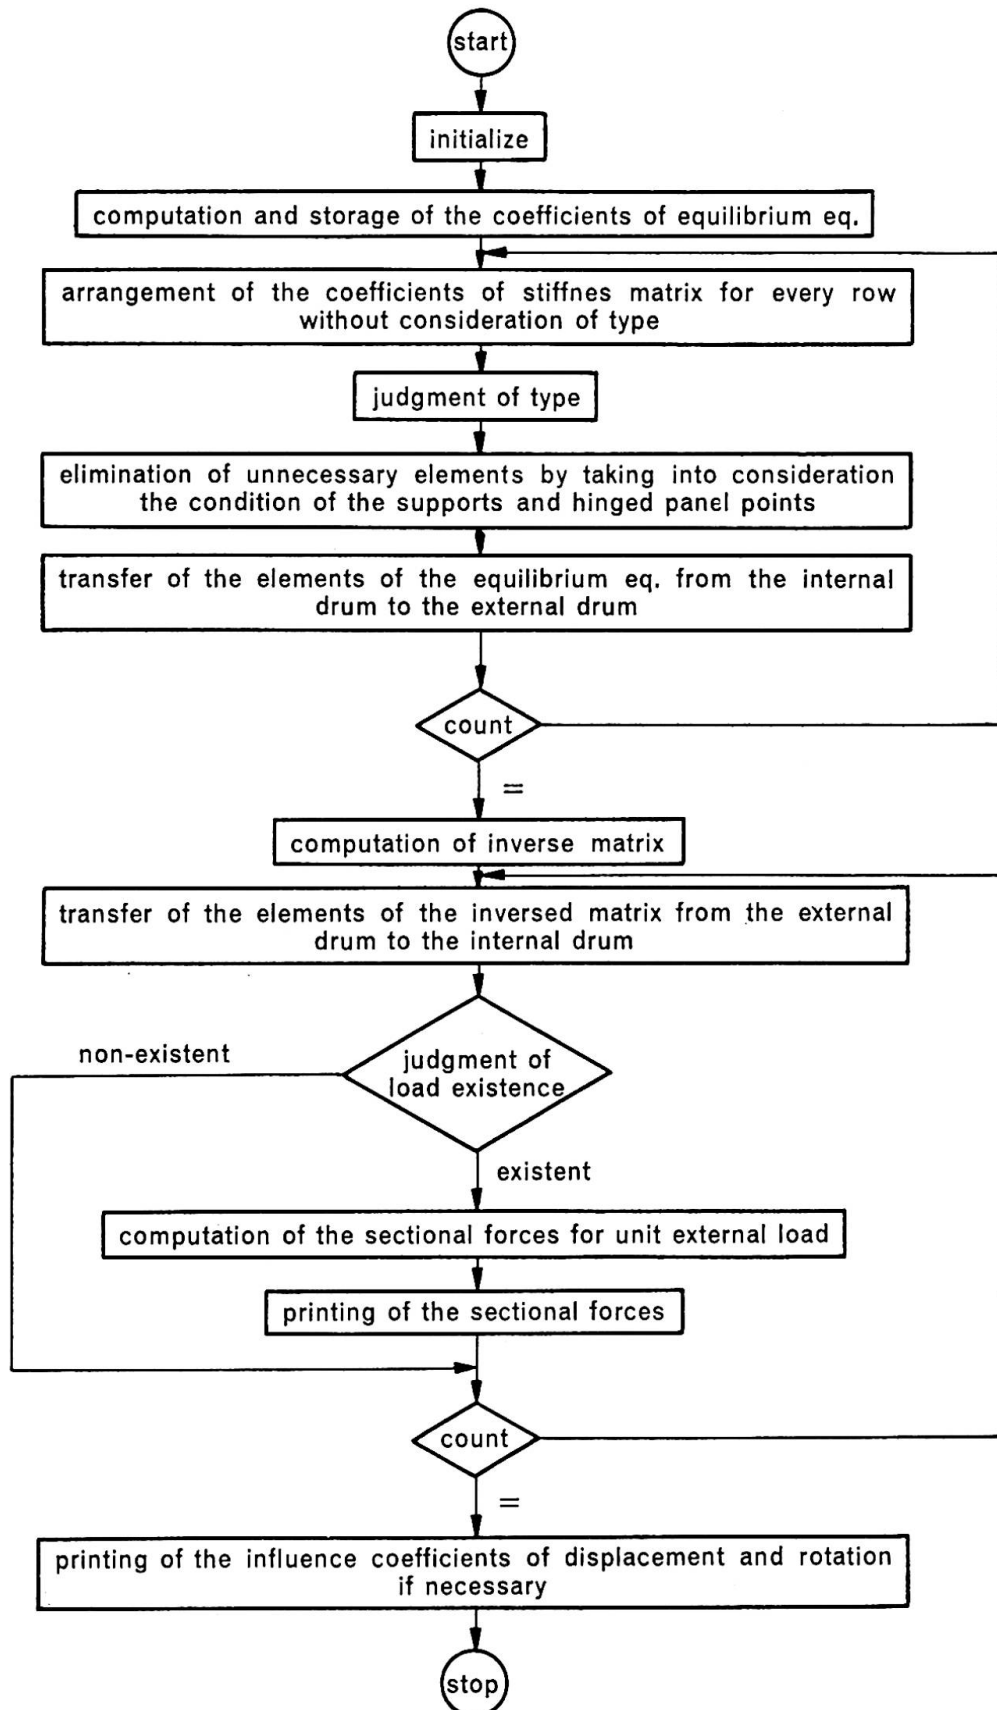 start
initialize
computation and storage of the coefficients of equilibrium eq.
arrangement of the coefficients of stiffnes matrix for every row
without consideration of type
judgment of type
elimination of unnecessary elements by taking into consideration
the condition of the supports and hinged panel points
transfer of the elements of the equilibrium eq. from the internal
drum to the external drum
count
=
computation of inverse matrix
transfer of the elements of the inversed matrix from the external
drum to the internal drum
non-existent
judgment of
load existence
existent
computation of the sectional forces for unit external load
printing of the sectional forces
count
=
printing of the influence coefficients of displacement and rotation
if necessary
stop